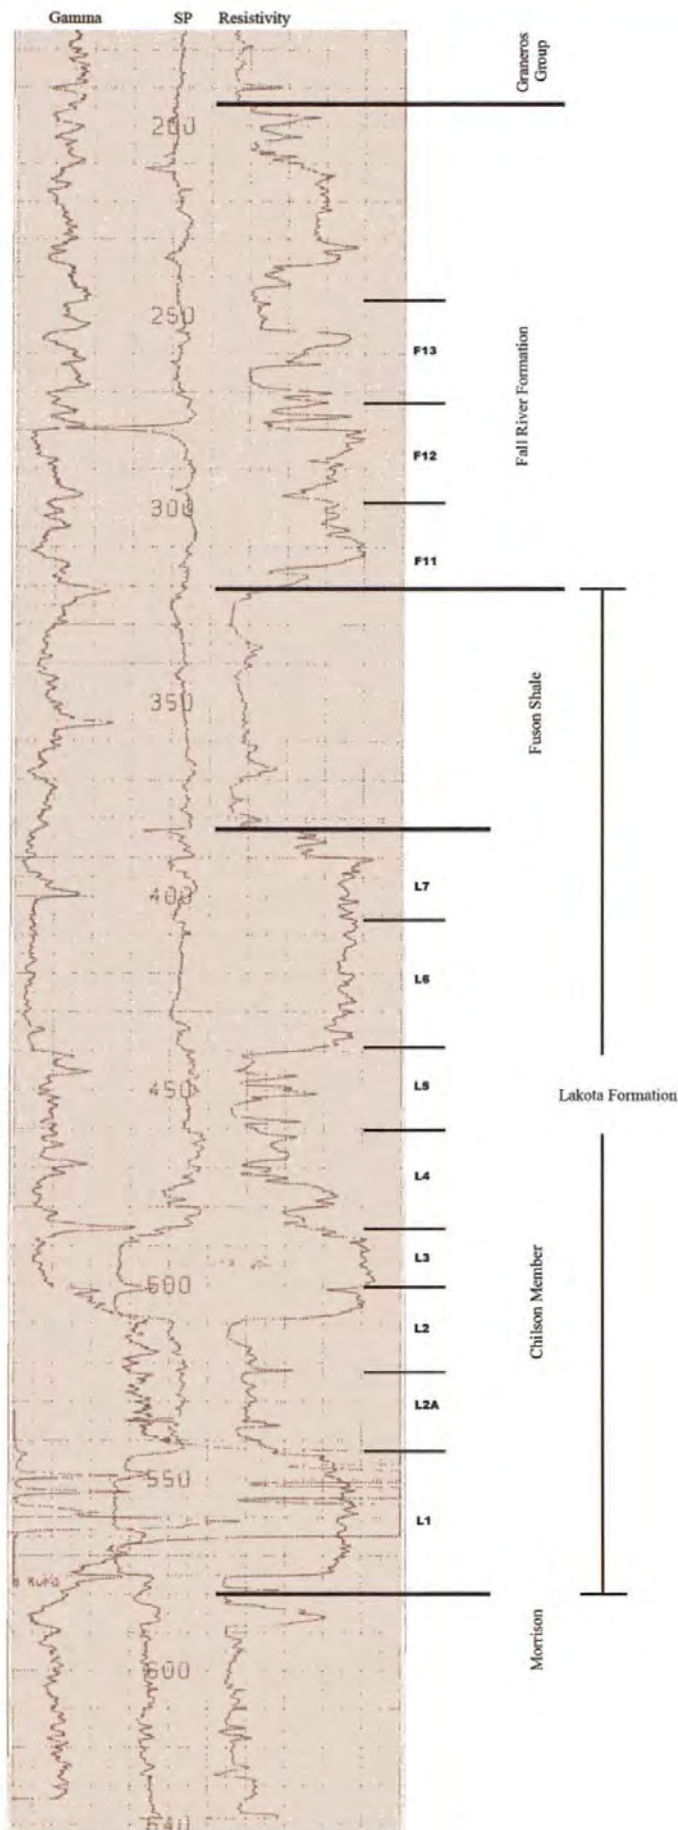 Gamma SP Resistivity
Graneros
Group
200
250
F13
Fall River Formation
F12
300
F11
350
Fuson Shale
400
L7
L6
450
L5
Lakota Formation
L4
L3
500
Chilson Member
L2
L2A
550
L1
Morrison
600